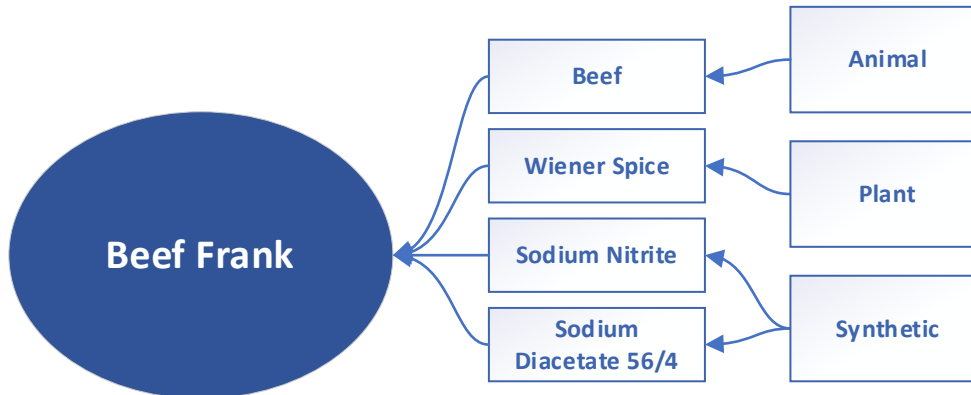 Beef Frank
Beef
Wiener Spice
Sodium Nitrite
Sodium
Diacetate 56/4
Animal
Plant
Synthetic